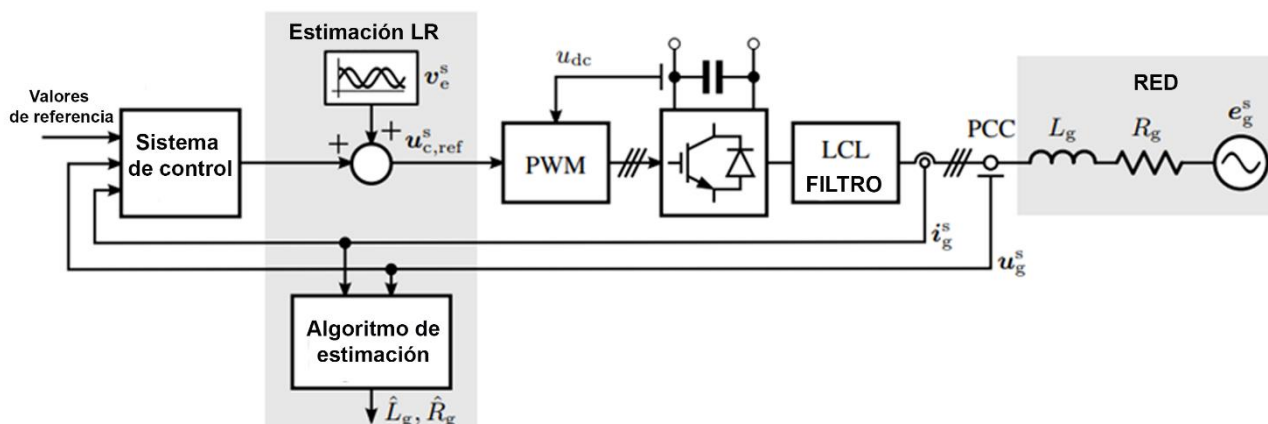 Estimación LR
v_e^s
u_dc
RED
Valores
de referencia
Sistema
de control
+
+
u_c,ref^s
PWM
LCL
FILTRO
PCC
L_g
R_g
e_g^s
i_g^s
u_g^s
Algoritmo de
estimación
L̂_g, R̂_g